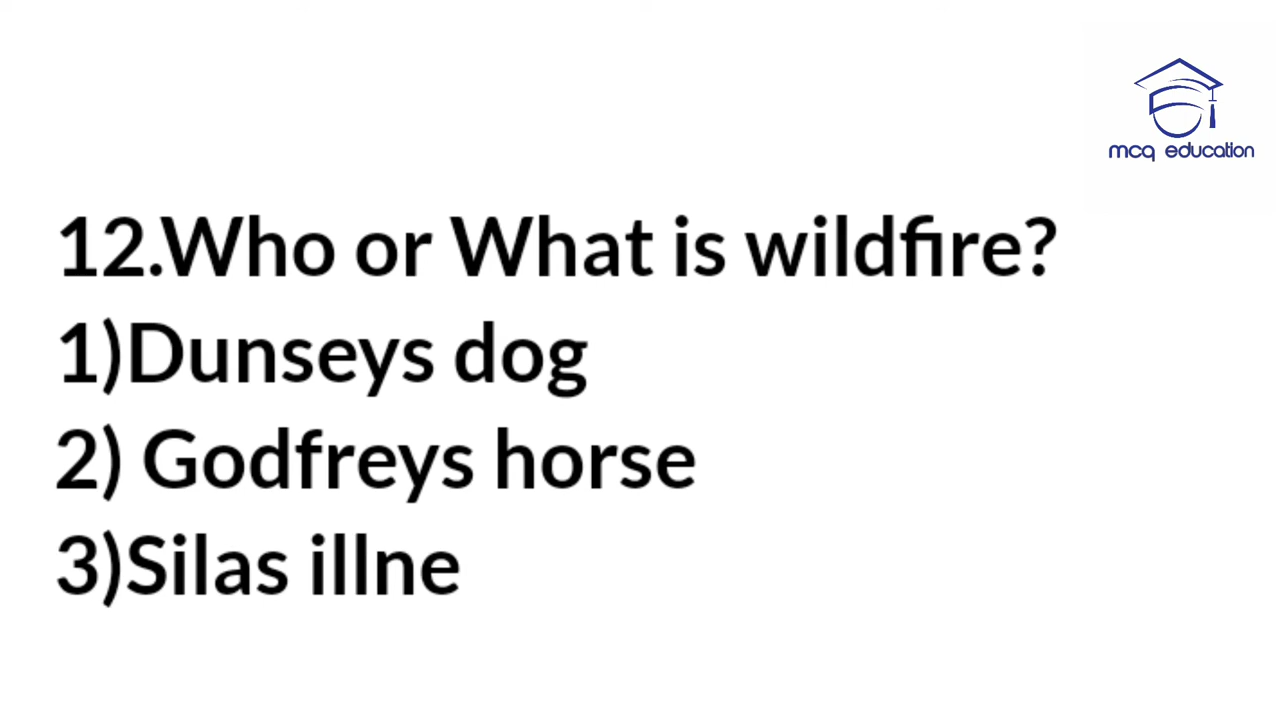 mcq education
12.Who or What is wildfire?
1)Dunseys dog
2) Godfreys horse
3)Silas illne